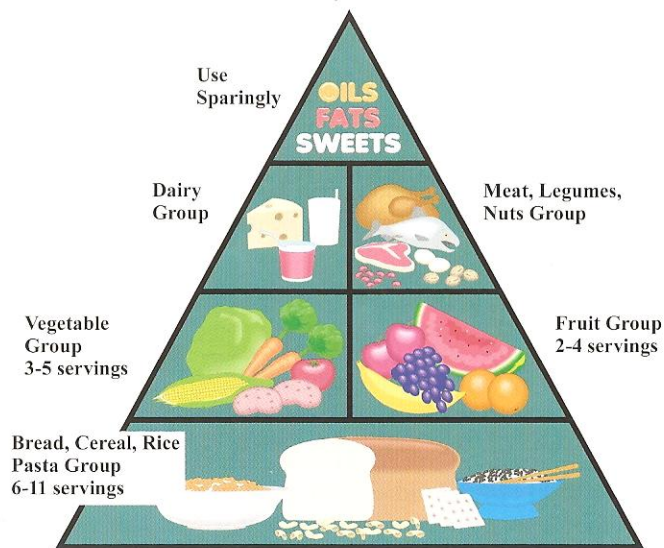 Use
Sparingly
OILS
FATS
SWEETS
Dairy
Group
Meat, Legumes,
Nuts Group
Vegetable
Group
3-5 servings
Fruit Group
2-4 servings
Bread, Cereal, Rice
Pasta Group
6-11 servings